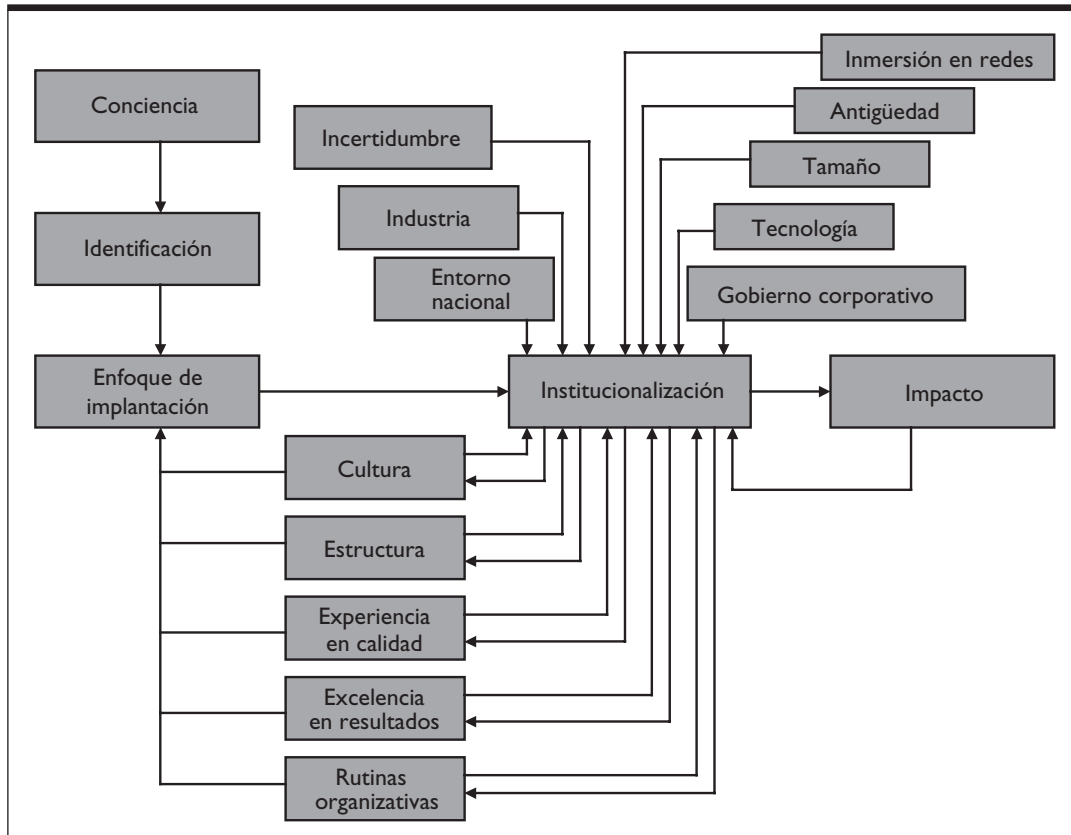 Inmersión en redes
Conciencia
Antigüedad
Incertidumbre
Tamaño
Identificación
Industria
Tecnología
Entorno
nacional
Gobierno corporativo
Enfoque de
implantación
Institucionalización
Impacto
Cultura
Estructura
Experiencia
en calidad
Excelencia
en resultados
Rutinas
organizativas